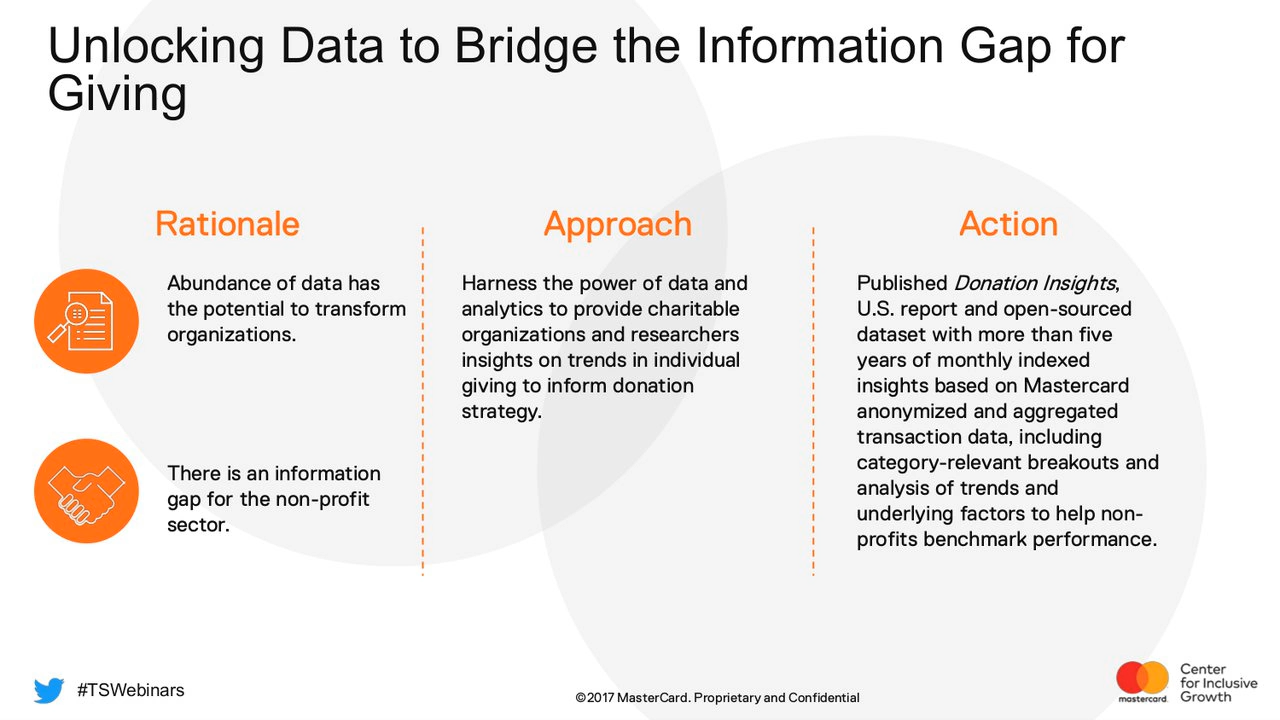 Unlocking Data to Bridge the Information Gap for
Giving
Rationale
Abundance of data has
the potential to transform
organizations.
There is an information
gap for the non-profit
sector.
Approach
Harness the power of data and
analytics to provide charitable
organizations and researchers
insights on trends in individual
giving to inform donation
strategy.
Action
Published Donation Insights,
U.S. report and open-sourced
dataset with more than five
years of monthly indexed
insights based on Mastercard
anonymized and aggregated
transaction data, including
category-relevant breakouts and
analysis of trends and
underlying factors to help non-
profits benchmark performance.
#TSWebinars
©2017 MasterCard. Proprietary and Confidential
mastercard.
Center
for Inclusive
Growth